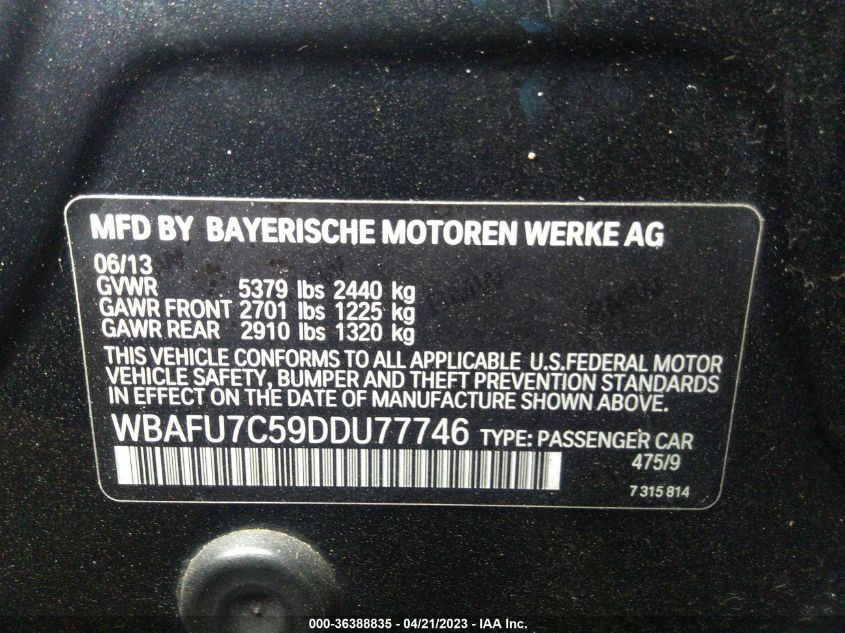 MFD BY BAYERISCHE MOTOREN WERKE AG
06/13
GVWR 5379 lbs 2440 kg
GAWR FRONT 2701 lbs 1225 kg
GAWR REAR 2910 lbs 1320 kg
THIS VEHICLE CONFORMS TO ALL APPLICABLE U.S.FEDERAL MOTOR
VEHICLE SAFETY, BUMPER AND THEFT PREVENTION STANDARDS
IN EFFECT ON THE DATE OF MANUFACTURE SHOWN ABOVE.
WBAFU7C59DDU77746 TYPE: PASSENGER CAR
475/9
7 315 814
000-36388835 - 04/21/2023 - IAA Inc.